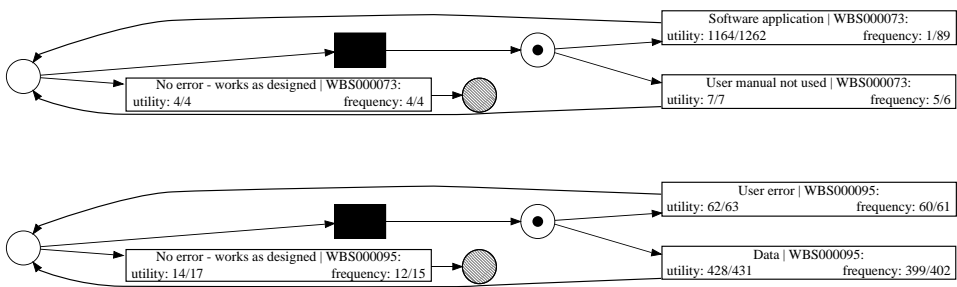 Software application | WBS000073:
utility: 1164/1262 frequency: 1/89
No error - works as designed | WBS000073:
utility: 4/4 frequency: 4/4
User manual not used | WBS000073:
utility: 7/7 frequency: 5/6
User error | WBS000095:
utility: 62/63 frequency: 60/61
No error - works as designed | WBS000095:
utility: 14/17 frequency: 12/15
Data | WBS000095:
utility: 428/431 frequency: 399/402